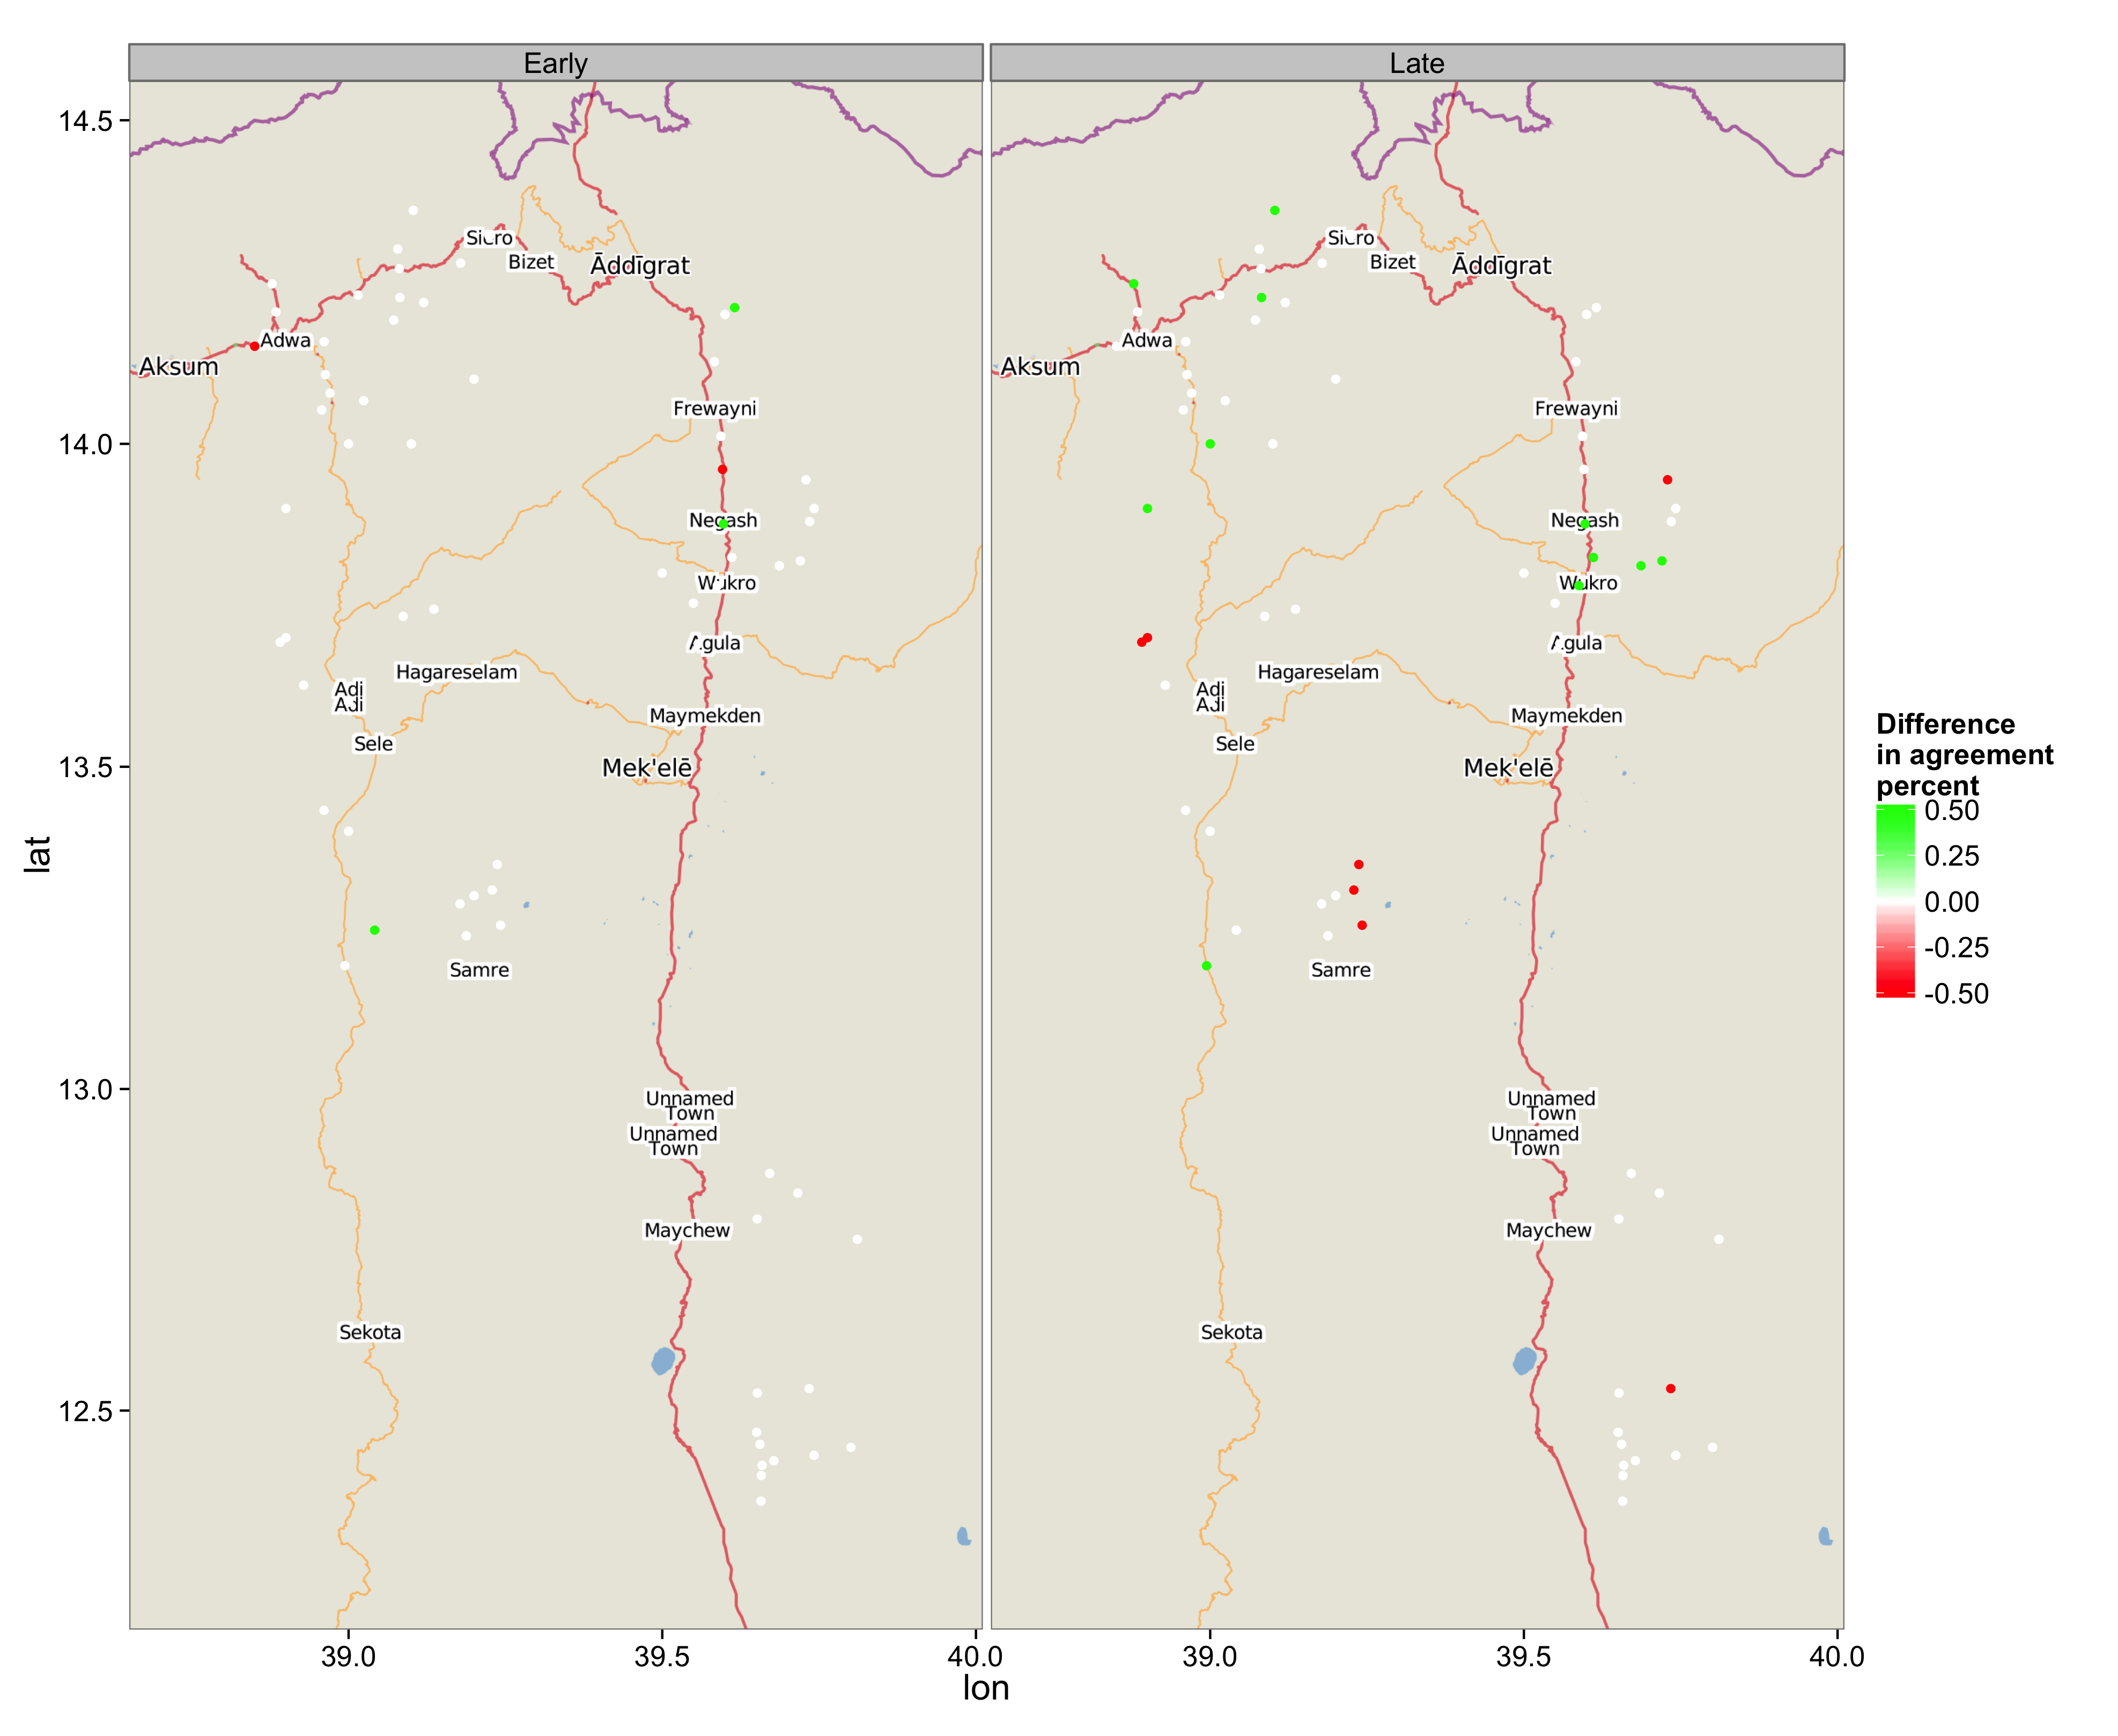 Early
Late
14.5
14.0
13.5
13.0
12.5
lat
Bizet
Āddīgrat
Adwa
Aksum
Frewayni
Negash
Wukro
Agula
Hagareselam
Adi
Adi
Maymekden
Sele
Mek'elē
Samre
Unnamed
Town
Unnamed
Town
Maychew
Sekota
39.0
39.5
40.0
Bizet
Āddīgrat
Adwa
Aksum
Frewayni
Negash
Wukro
Agula
Hagareselam
Adi
Adi
Maymekden
Sele
Mek'elē
Samre
Unnamed
Town
Unnamed
Town
Maychew
Sekota
39.0
39.5
40.0
lon
Difference
in agreement
percent
0.50
0.25
0.00
-0.25
-0.50